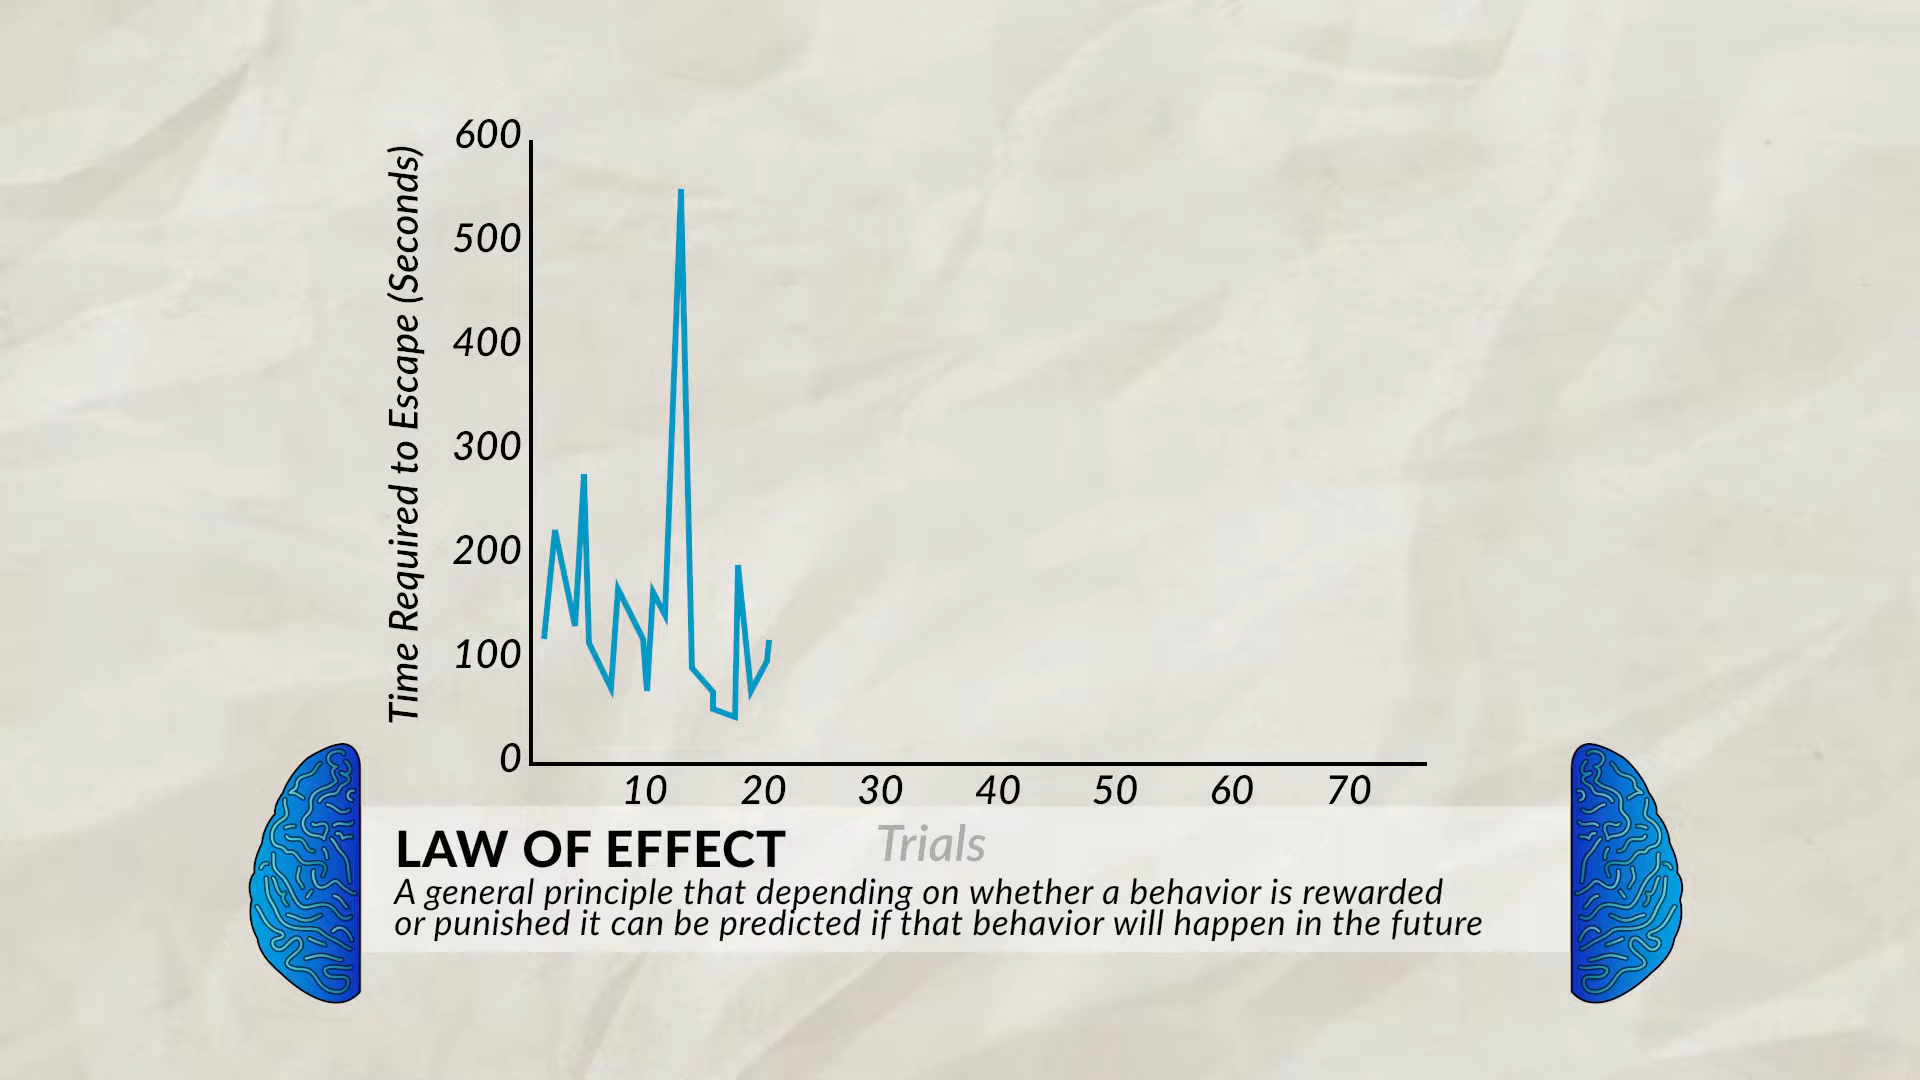 600
500
400
300
200
100
0
Time Required to Escape (Seconds)
10 20 30 40 50 60 70
Trials
LAW OF EFFECT
A general principle that depending on whether a behavior is rewarded
or punished it can be predicted if that behavior will happen in the future